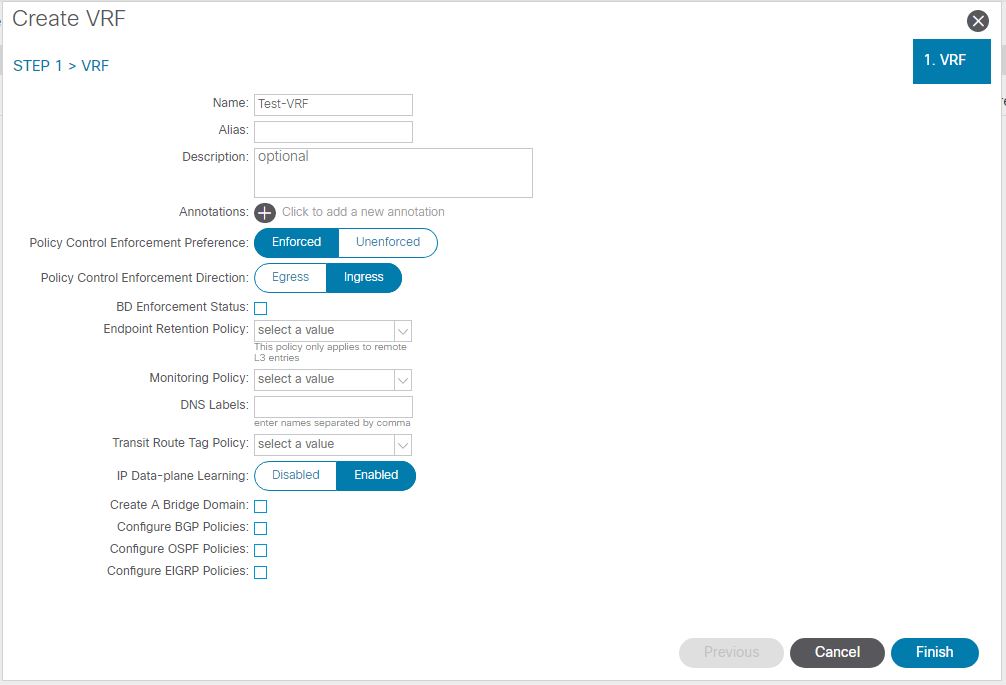 Create VRF
STEP 1 > VRF
1. VRF
Name: Test-VRF
Alias:
Description: optional
Annotations: Click to add a new annotation
Policy Control Enforcement Preference: Enforced Unenforced
Policy Control Enforcement Direction: Egress Ingress
BD Enforcement Status:
Endpoint Retention Policy: select a value
This policy only applies to remote
L3 entries
Monitoring Policy: select a value
DNS Labels:
enter names separated by comma
Transit Route Tag Policy: select a value
IP Data-plane Learning: Disabled Enabled
Create A Bridge Domain:
Configure BGP Policies:
Configure OSPF Policies:
Configure EIGRP Policies:
Previous Cancel Finish